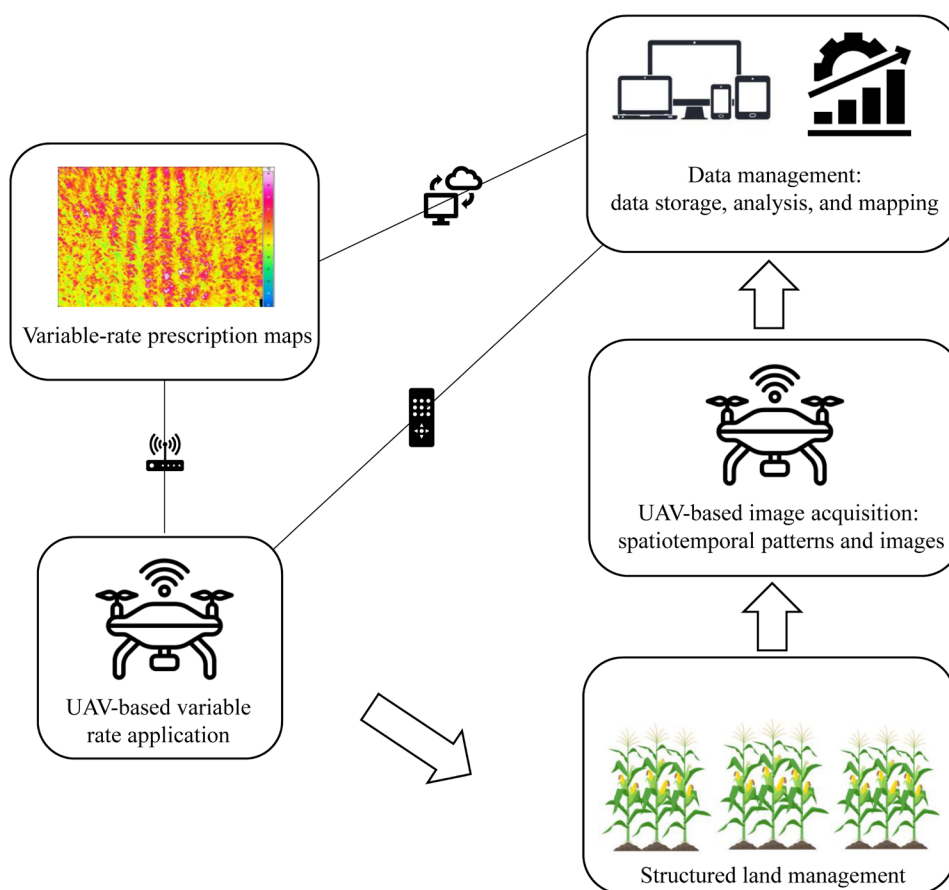 Data management:
data storage, analysis, and mapping
Variable-rate prescription maps
UAV-based image acquisition:
spatiotemporal patterns and images
UAV-based variable
rate application
Structured land management